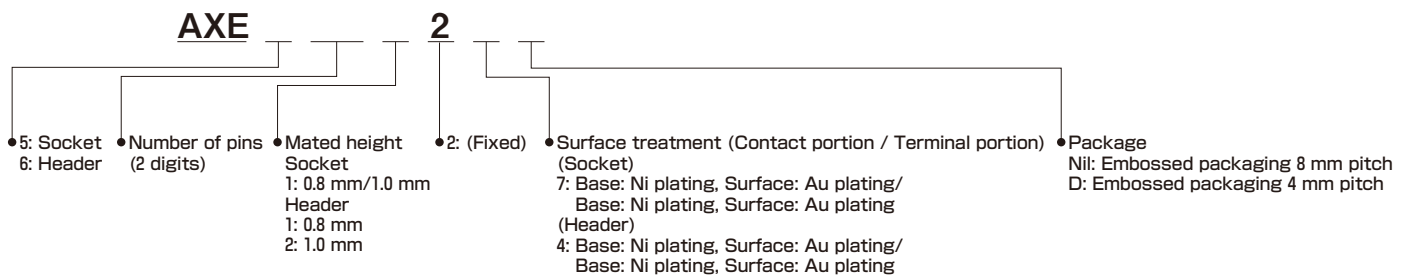 AXE 2
5: Socket
6: Header
Number of pins
(2 digits)
Mated height
Socket
1: 0.8 mm/1.0 mm
Header
1: 0.8 mm
2: 1.0 mm
2: (Fixed)
Surface treatment (Contact portion / Terminal portion)
(Socket)
7: Base: Ni plating, Surface: Au plating/
Base: Ni plating, Surface: Au plating
(Header)
4: Base: Ni plating, Surface: Au plating/
Base: Ni plating, Surface: Au plating
Package
Nil: Embossed packaging 8 mm pitch
D: Embossed packaging 4 mm pitch